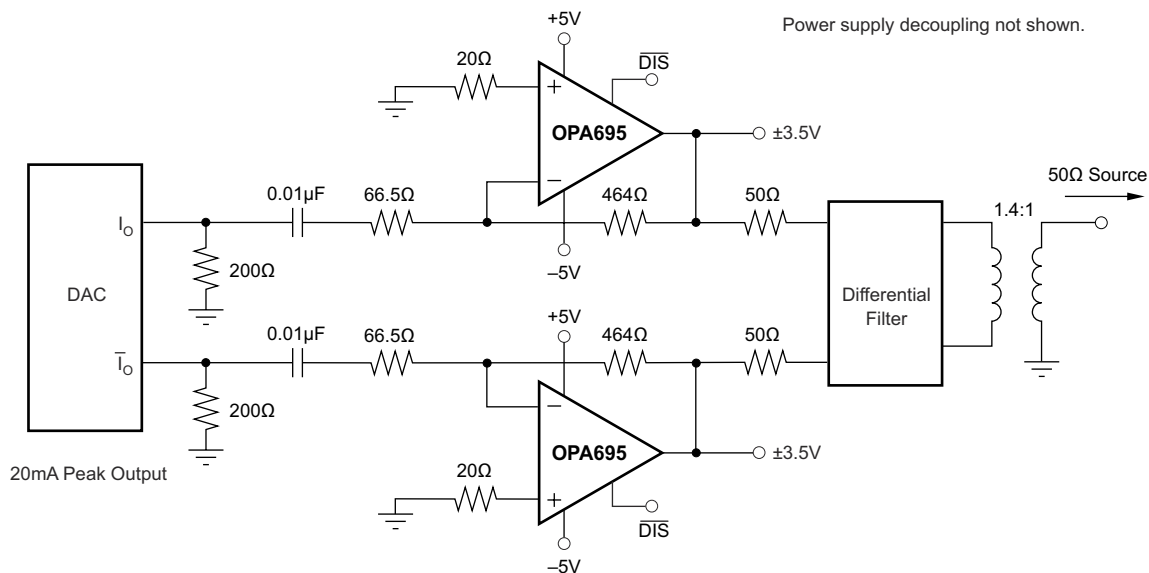 Power supply decoupling not shown.
+5V
20Ω
DIS
+
OPA695
±3.5V
−
0.01µF
66.5Ω
464Ω
50Ω
50Ω Source
1.4:1
–5V
IO
200Ω
DAC
Differential
Filter
+5V
0.01µF
66.5Ω
464Ω
50Ω
IO
200Ω
−
OPA695
±3.5V
20mA Peak Output
20Ω
+
DIS
–5V